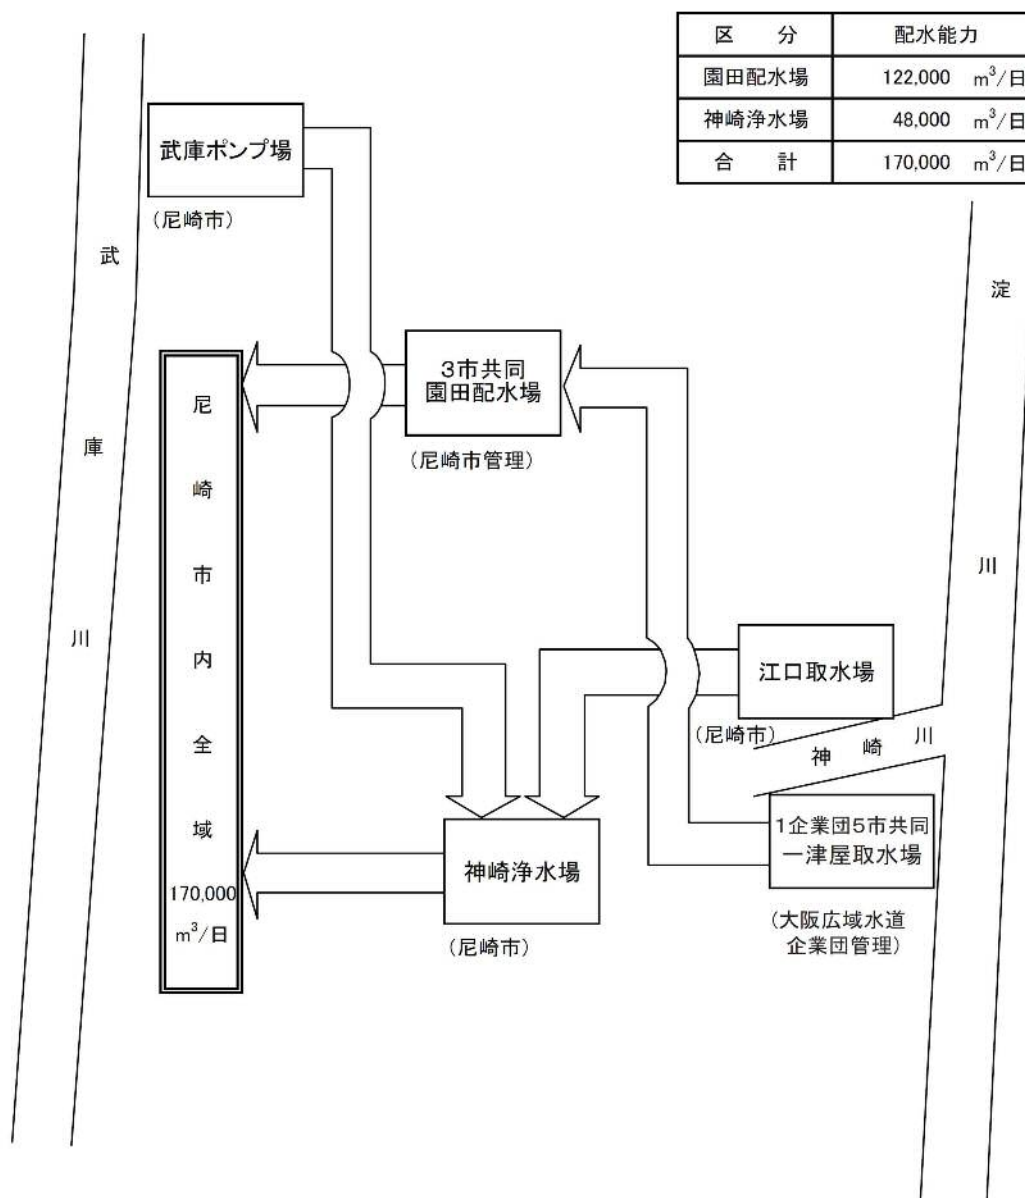 区　分　配水能力
園田配水場　122,000　m³/日
神崎浄水場　48,000　m³/日
合　計　170,000　m³/日
武庫ポンプ場
(尼崎市)
武庫川
淀川
3市共同
園田配水場
(尼崎市管理)
尼崎市内全域
170,000
m³/日
江口取水場
(尼崎市)
神崎川
1企業団5市共同
一津屋取水場
(大阪広域水道
企業団管理)
神崎浄水場
(尼崎市)